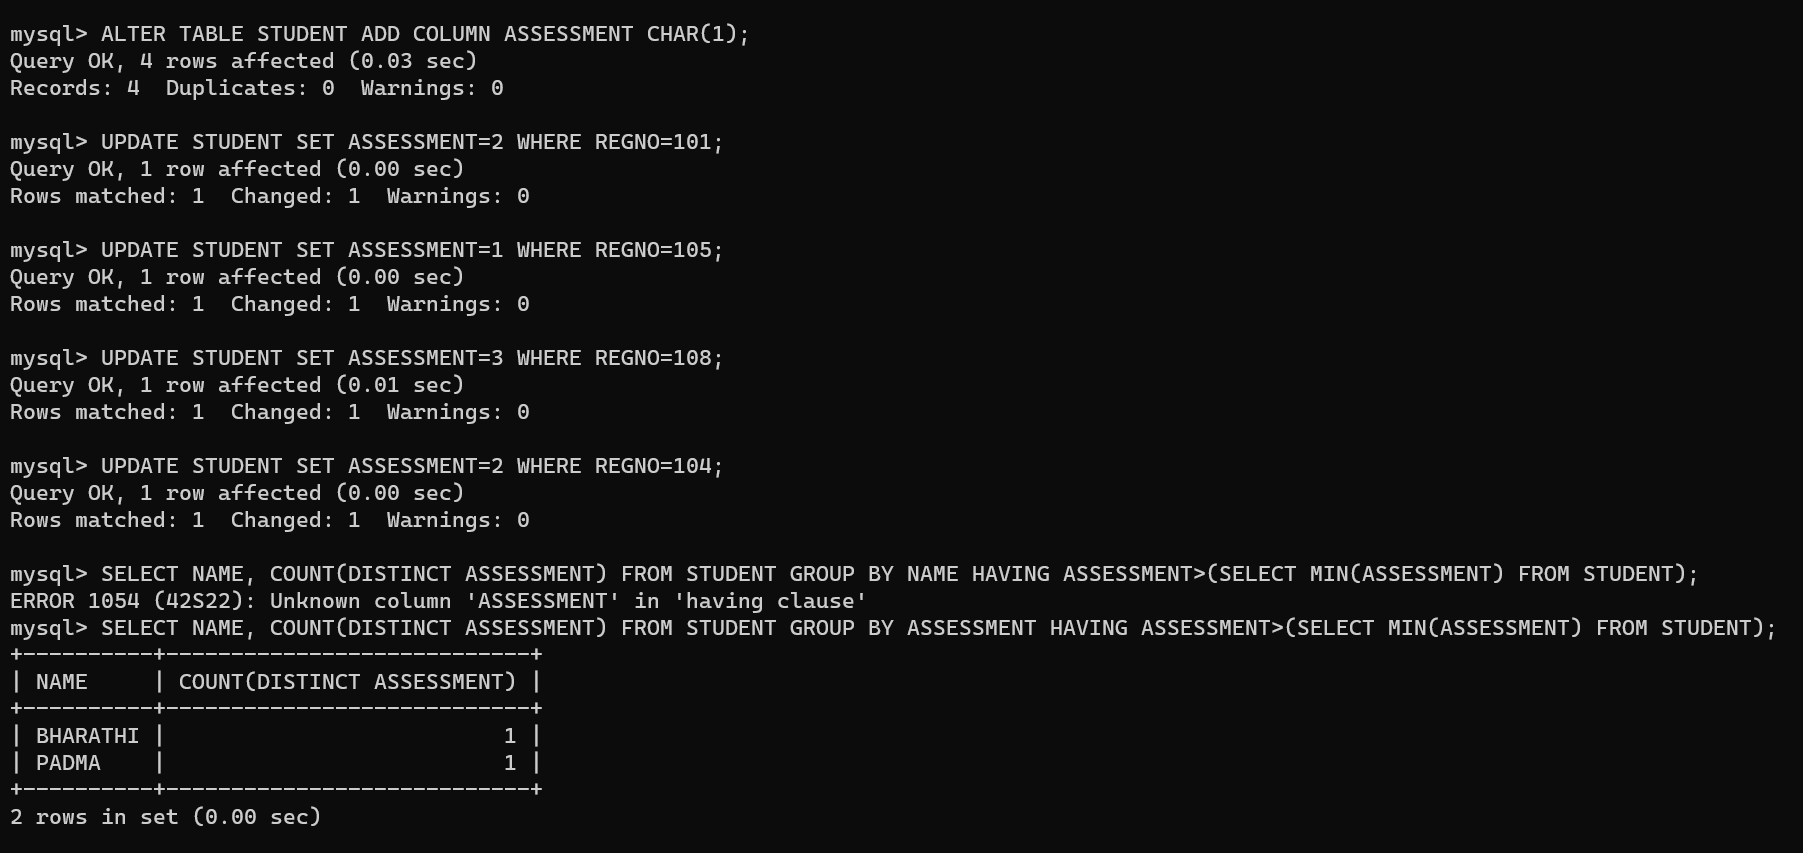 mysql> ALTER TABLE STUDENT ADD COLUMN ASSESSMENT CHAR(1);
Query OK, 4 rows affected (0.03 sec)
Records: 4  Duplicates: 0  Warnings: 0
mysql> UPDATE STUDENT SET ASSESSMENT=2 WHERE REGNO=101;
Query OK, 1 row affected (0.00 sec)
Rows matched: 1  Changed: 1  Warnings: 0
mysql> UPDATE STUDENT SET ASSESSMENT=1 WHERE REGNO=105;
Query OK, 1 row affected (0.00 sec)
Rows matched: 1  Changed: 1  Warnings: 0
mysql> UPDATE STUDENT SET ASSESSMENT=3 WHERE REGNO=108;
Query OK, 1 row affected (0.01 sec)
Rows matched: 1  Changed: 1  Warnings: 0
mysql> UPDATE STUDENT SET ASSESSMENT=2 WHERE REGNO=104;
Query OK, 1 row affected (0.00 sec)
Rows matched: 1  Changed: 1  Warnings: 0
mysql> SELECT NAME, COUNT(DISTINCT ASSESSMENT) FROM STUDENT GROUP BY NAME HAVING ASSESSMENT>(SELECT MIN(ASSESSMENT) FROM STUDENT);
ERROR 1054 (42S22): Unknown column 'ASSESSMENT' in 'having clause'
mysql> SELECT NAME, COUNT(DISTINCT ASSESSMENT) FROM STUDENT GROUP BY ASSESSMENT HAVING ASSESSMENT>(SELECT MIN(ASSESSMENT) FROM STUDENT);
+----------+----------------------------+
| NAME     | COUNT(DISTINCT ASSESSMENT) |
+----------+----------------------------+
| BHARATHI |                          1 |
| PADMA    |                          1 |
+----------+----------------------------+
2 rows in set (0.00 sec)